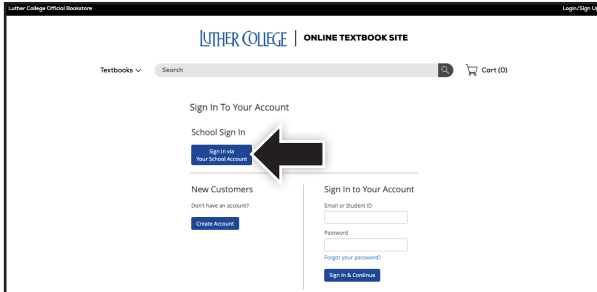 Luther College Official Bookstore
Login/Sign Up
LUTHER COLLEGE
ONLINE TEXTBOOK SITE
Textbooks
Search
Cart (0)
Sign In To Your Account
School Sign In
Sign In via
Your School Account
New Customers
Don't have an account?
Create Account
Sign In to Your Account
Email or Student ID
Password
Forgot your password?
Sign In & Continue